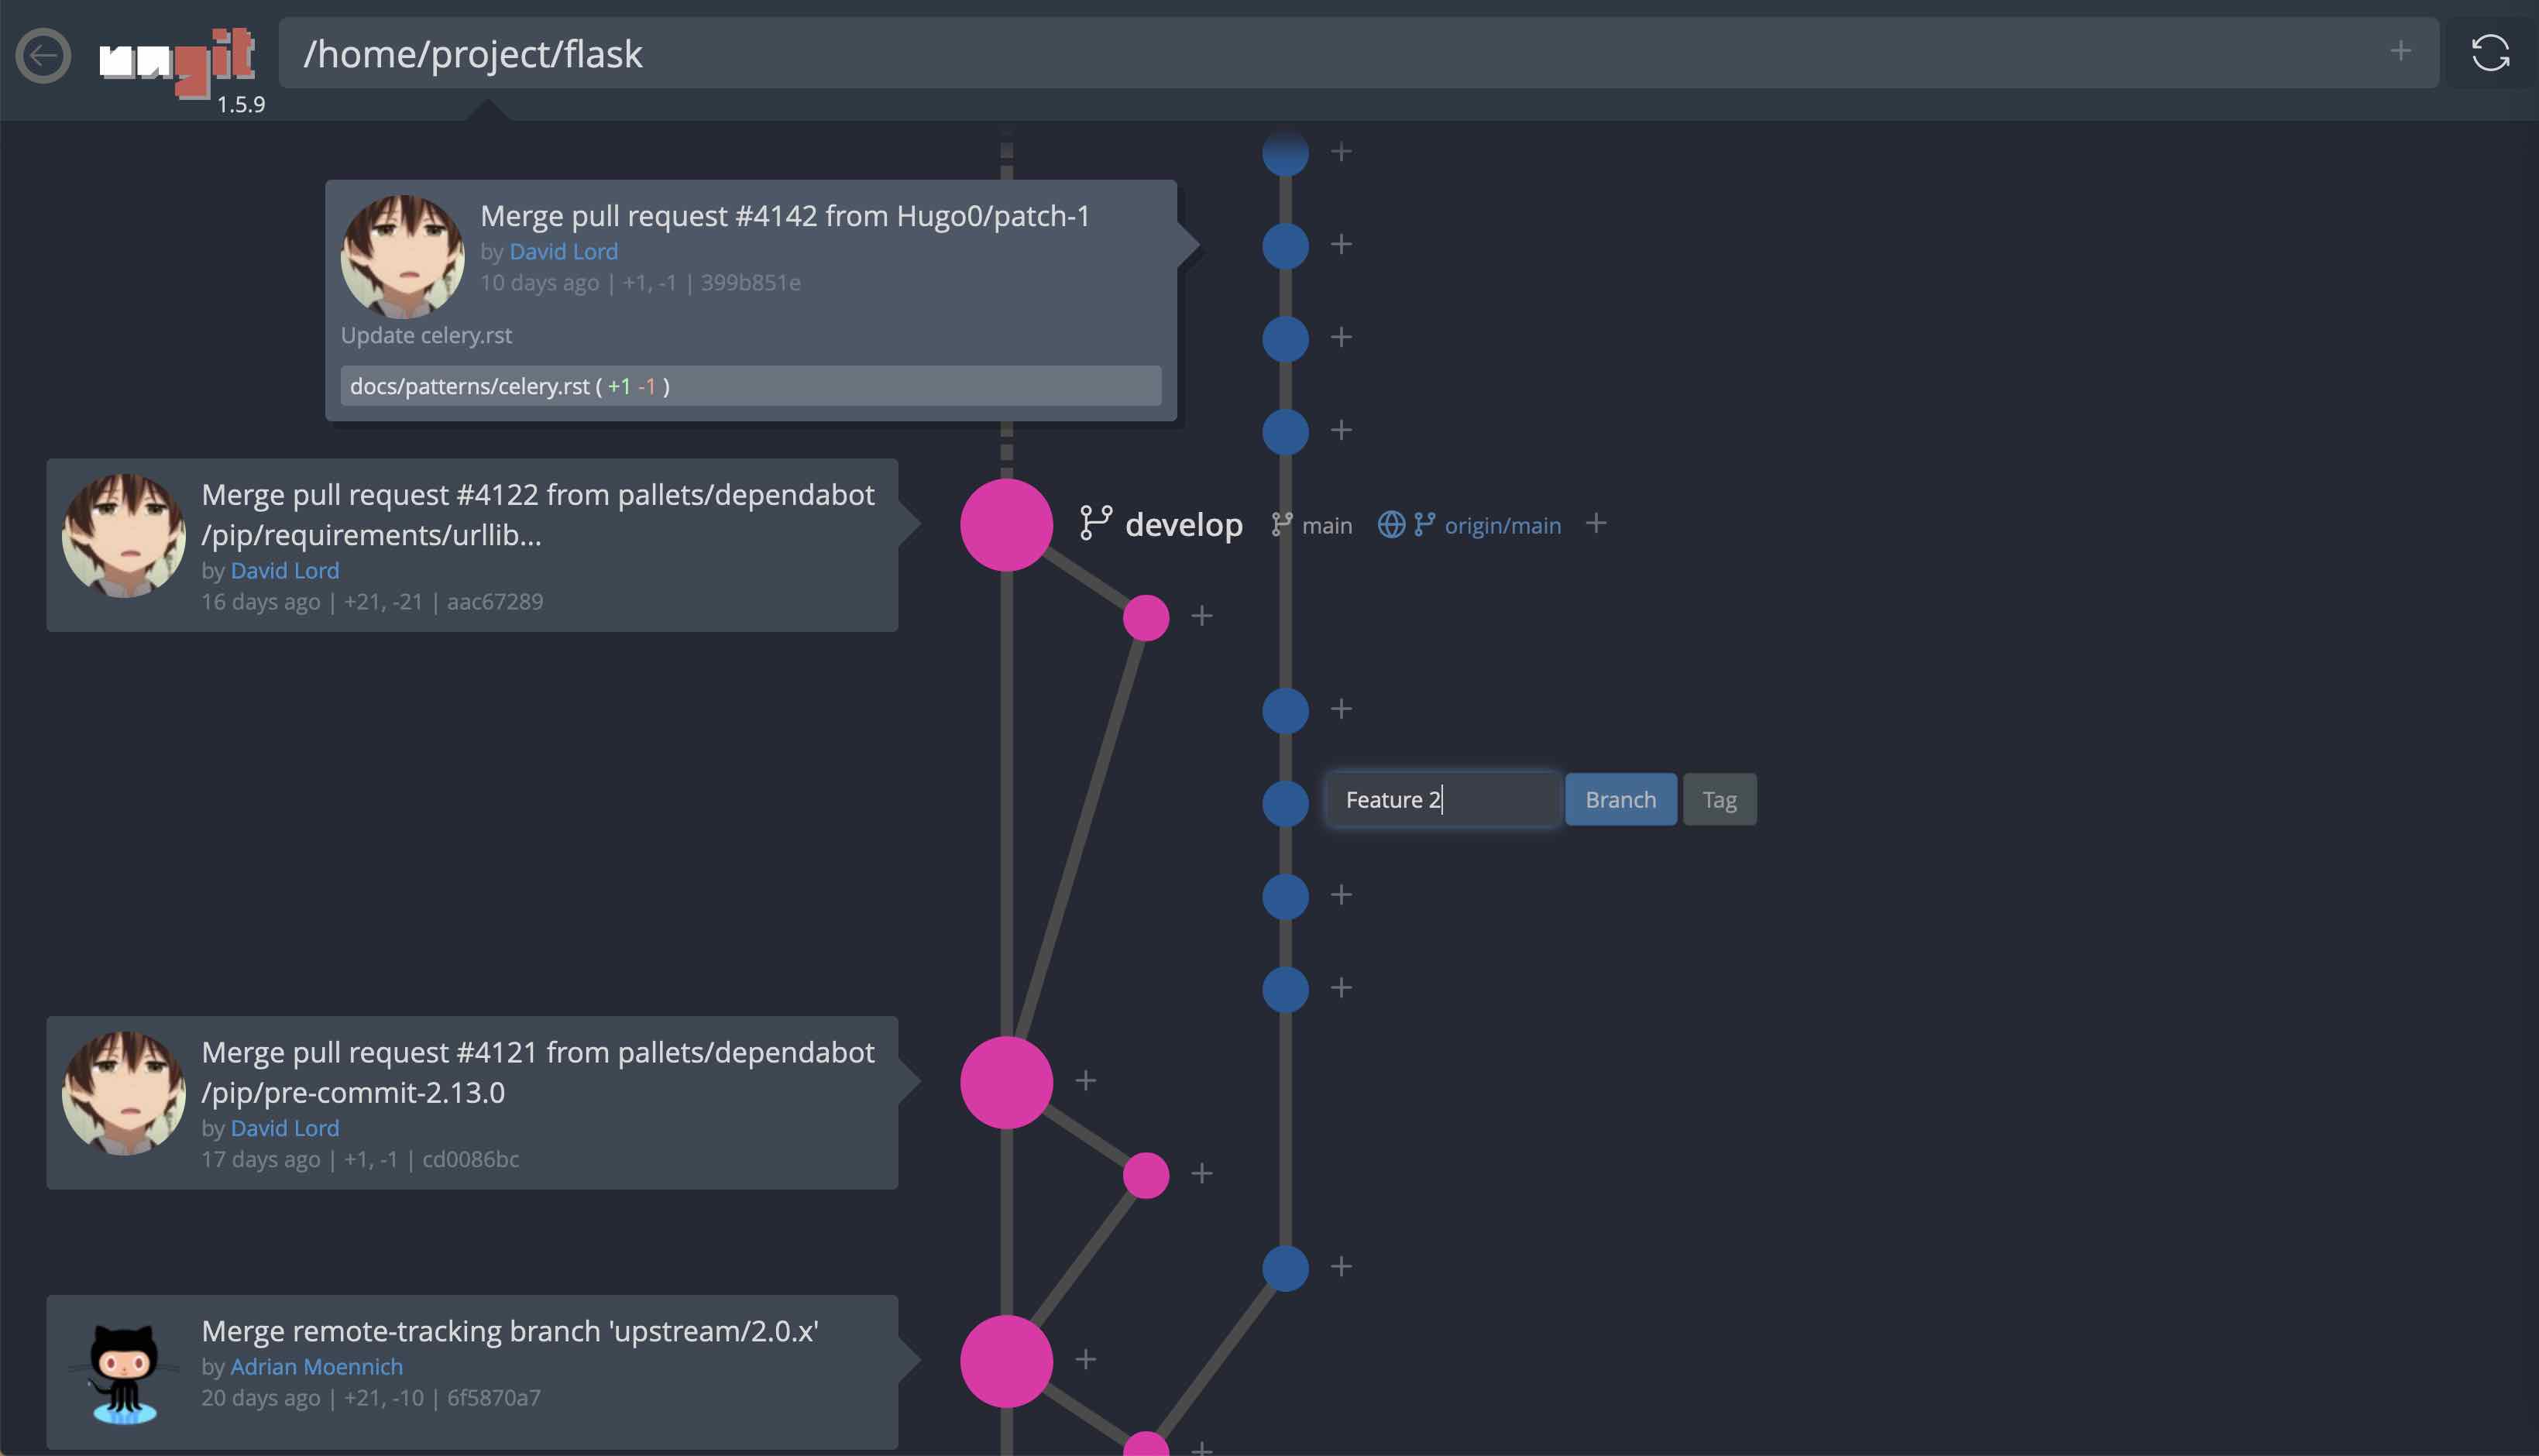 ungit
1.5.9
/home/project/flask
Merge pull request #4142 from Hugo0/patch-1
by David Lord
10 days ago | +1, -1 | 399b851e
Update celery.rst
docs/patterns/celery.rst ( +1 -1 )
Merge pull request #4122 from pallets/dependabot
/pip/requirements/urllib...
by David Lord
16 days ago | +21, -21 | aac67289
develop main origin/main
Feature 2 Branch Tag
Merge pull request #4121 from pallets/dependabot
/pip/pre-commit-2.13.0
by David Lord
17 days ago | +1, -1 | cd0086bc
Merge remote-tracking branch 'upstream/2.0.x'
by Adrian Moennich
20 days ago | +21, -10 | 6f5870a7